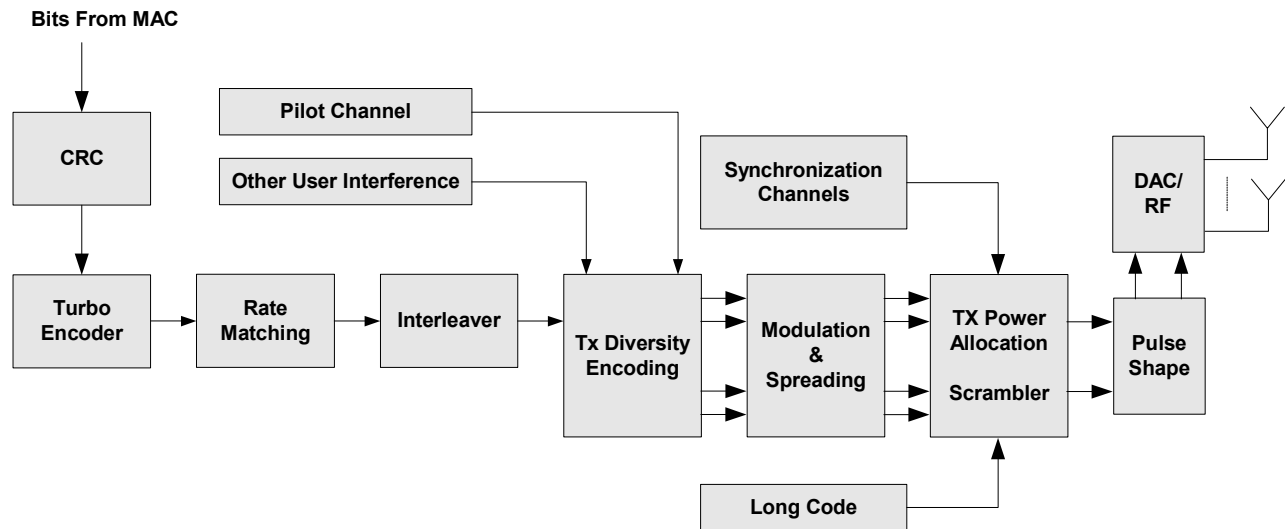 Bits From MAC
CRC
Pilot Channel
Other User Interference
Synchronization
Channels
DAC/
RF
Turbo
Encoder
Rate
Matching
Interleaver
Tx Diversity
Encoding
Modulation
&
Spreading
TX Power
Allocation
Scrambler
Pulse
Shape
Long Code